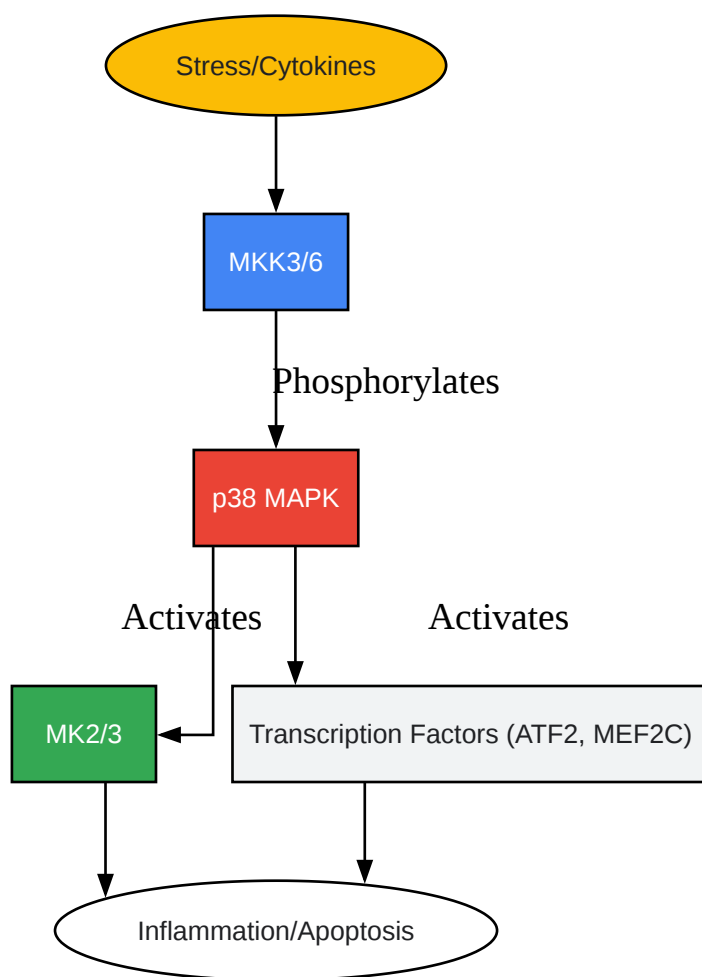 Stress/Cytokines
MKK3/6
Phosphorylates
p38 MAPK
Activates
Activates
MK2/3
Transcription Factors (ATF2, MEF2C)
Inflammation/Apoptosis